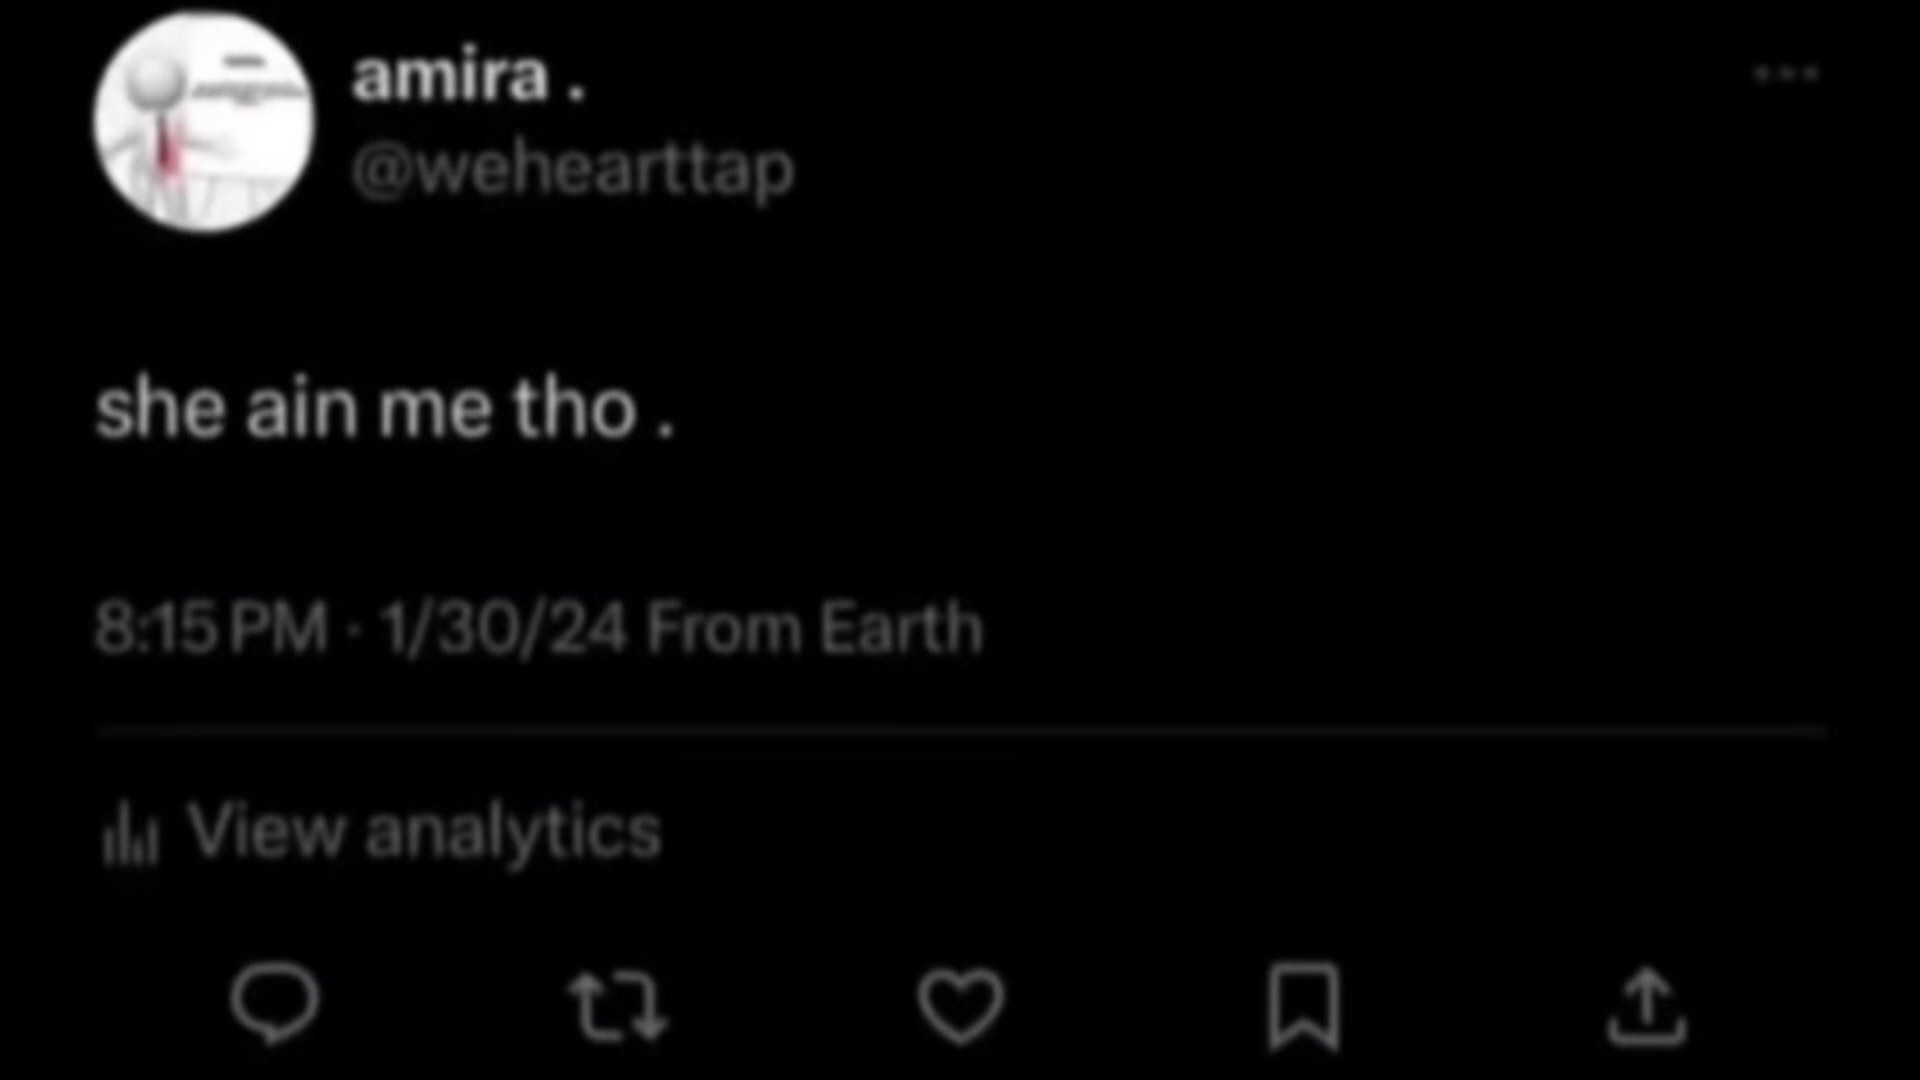 amira .
@wehearttap
she ain me tho .
8:15 PM · 1/30/24 From Earth
View analytics